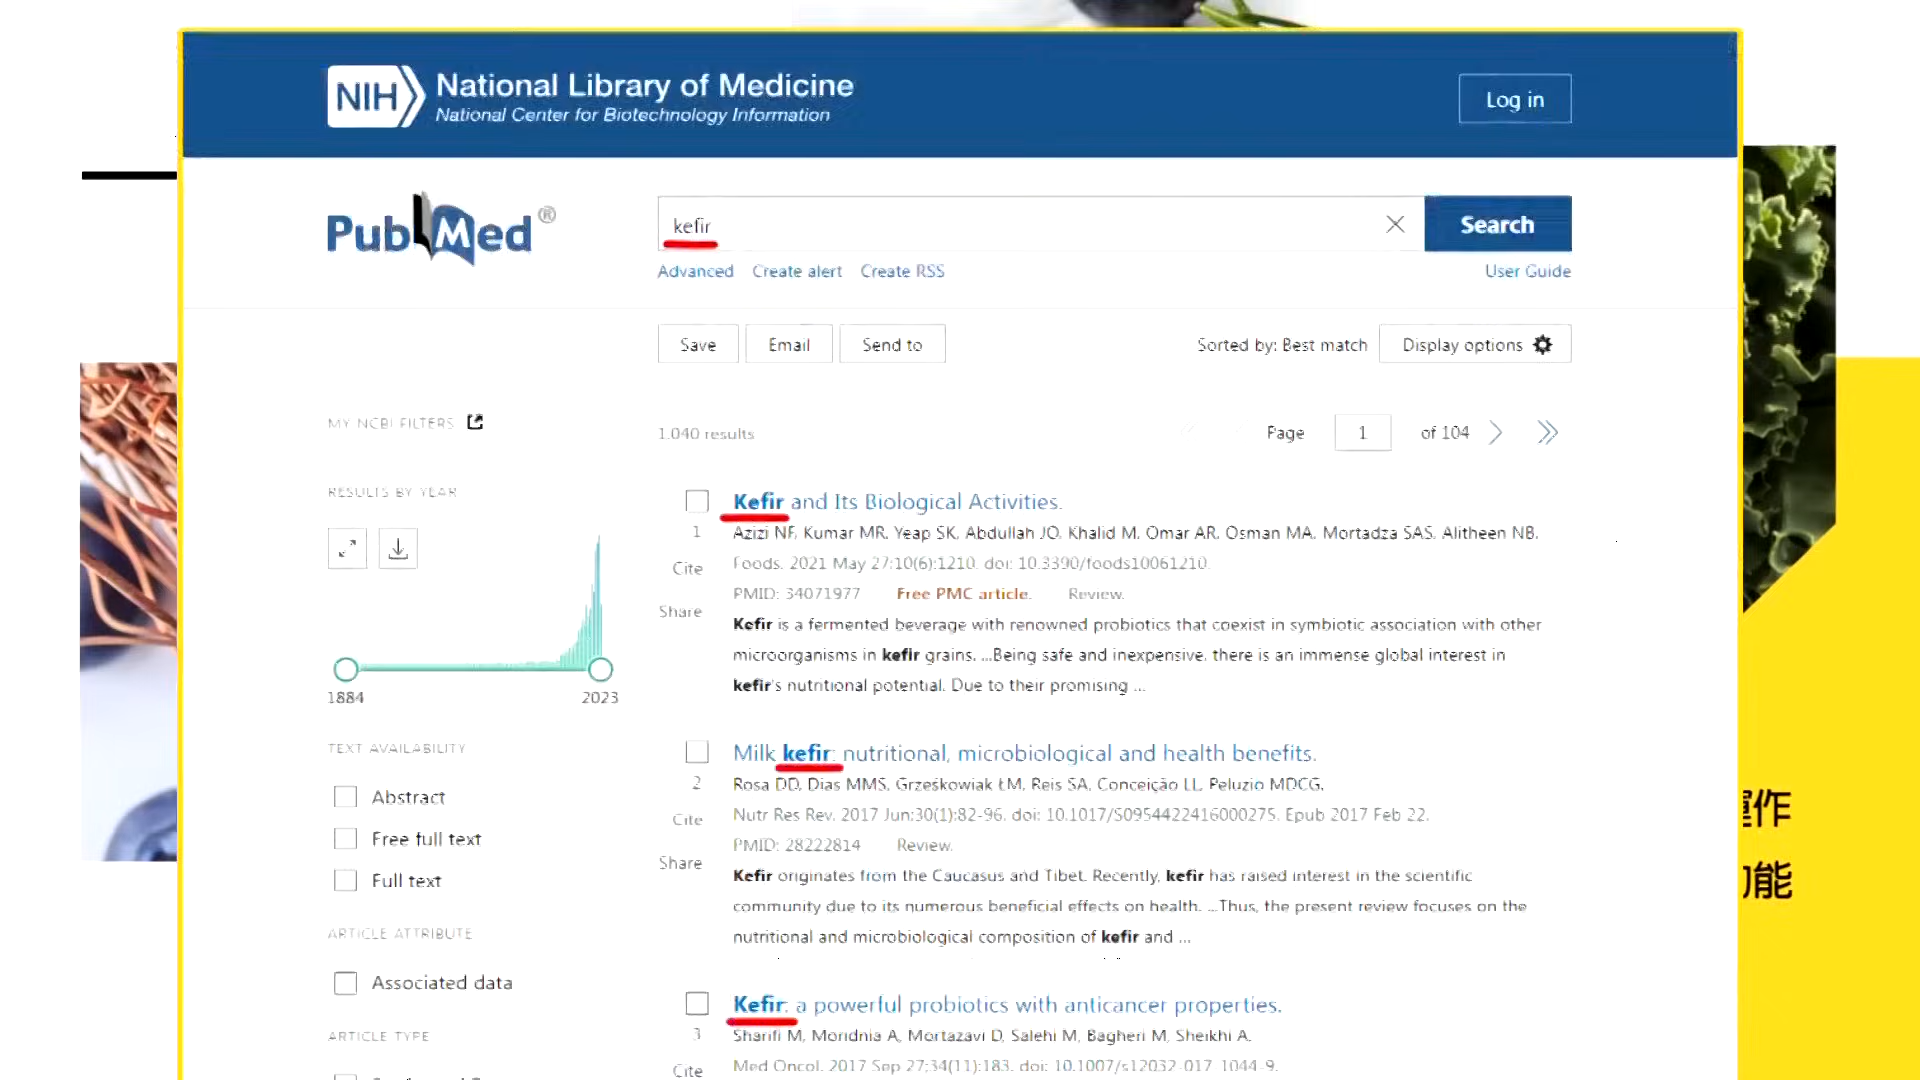 NIH National Library of Medicine
National Center for Biotechnology Information
Log in
PubMed®
kefir
Search
Advanced Create alert Create RSS
User Guide
Save Email Send to
Sorted by: Best match
Display options
MY NCBI FILTERS
1,040 results
Page 1 of 104
RESULTS BY YEAR
1884 2023
Kefir and Its Biological Activities.
1
Azizi NF, Kumar MR, Yeap SK, Abdullah JO, Khalid M, Omar AR, Osman MA, Mortadza SAS, Alitheen NB.
Cite
Foods. 2021 May 27;10(6):1210. doi: 10.3390/foods10061210.
PMID: 34071977 Free PMC article. Review.
Share
Kefir is a fermented beverage with renowned probiotics that coexist in symbiotic association with other
microorganisms in kefir grains. ...Being safe and inexpensive, there is an immense global interest in
kefir's nutritional potential. Due to their promising ...
TEXT AVAILABILITY
Abstract
Free full text
Full text
Milk kefir: nutritional, microbiological and health benefits.
2
Rosa DD, Dias MMS, Grześkowiak ŁM, Reis SA, Conceição LL, Peluzio MDCG.
Cite
Nutr Res Rev. 2017 Jun;30(1):82-96. doi: 10.1017/S0954422416000275. Epub 2017 Feb 22.
PMID: 28222814 Review.
Share
Kefir originates from the Caucasus and Tibet. Recently, kefir has raised interest in the scientific
community due to its numerous beneficial effects on health. ...Thus, the present review focuses on the
nutritional and microbiological composition of kefir and ...
ARTICLE ATTRIBUTE
Associated data
ARTICLE TYPE
Kefir: a powerful probiotics with anticancer properties.
3
Sharifi M, Moridnia A, Mortazavi D, Salehi M, Bagheri M, Sheikhi A.
Cite
Med Oncol. 2017 Sep 27;34(11):183. doi: 10.1007/s12032-017-1044-9.
作
能